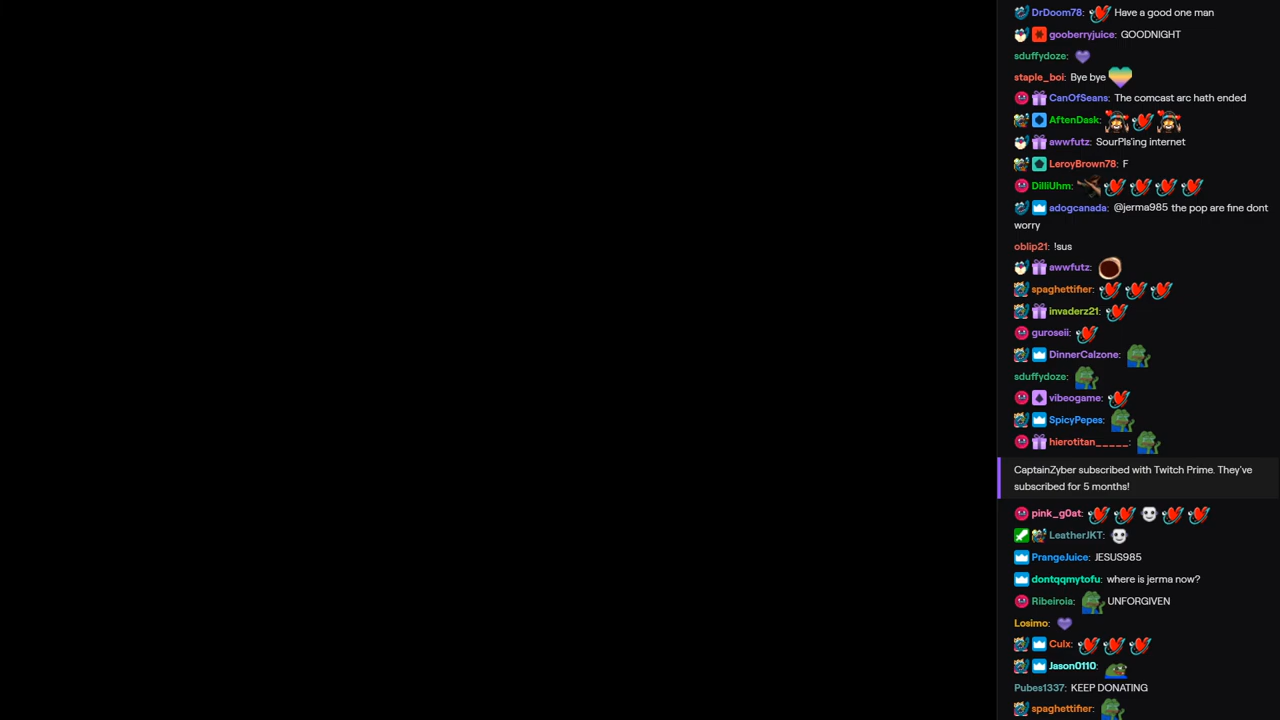 DrDoom78: Have a good one man
gooberryjuice: GOODNIGHT
sduffydoze:
staple_boi: Bye bye
CanOfSeans: The comcast arc hath ended
AftenDask:
awwfutz: SourPls'ing internet
LeroyBrown78: F
DilliUhm:
adogcanada: @jerma985 the pop are fine dont
worry
oblip21: !sus
awwfutz:
spaghettifier:
invaderz21:
guroseii:
DinnerCalzone:
sduffydoze:
vibeogame:
SpicyPepes:
hierotitan_____:
CaptainZyber subscribed with Twitch Prime. They've
subscribed for 5 months!
pink_g0at:
LeatherJKT:
PrangeJuice: JESUS985
dontqqmytofu: where is jerma now?
Ribeiroia: UNFORGIVEN
Losimo:
Culx:
Jason0110:
Pubes1337: KEEP DONATING
spaghettifier: